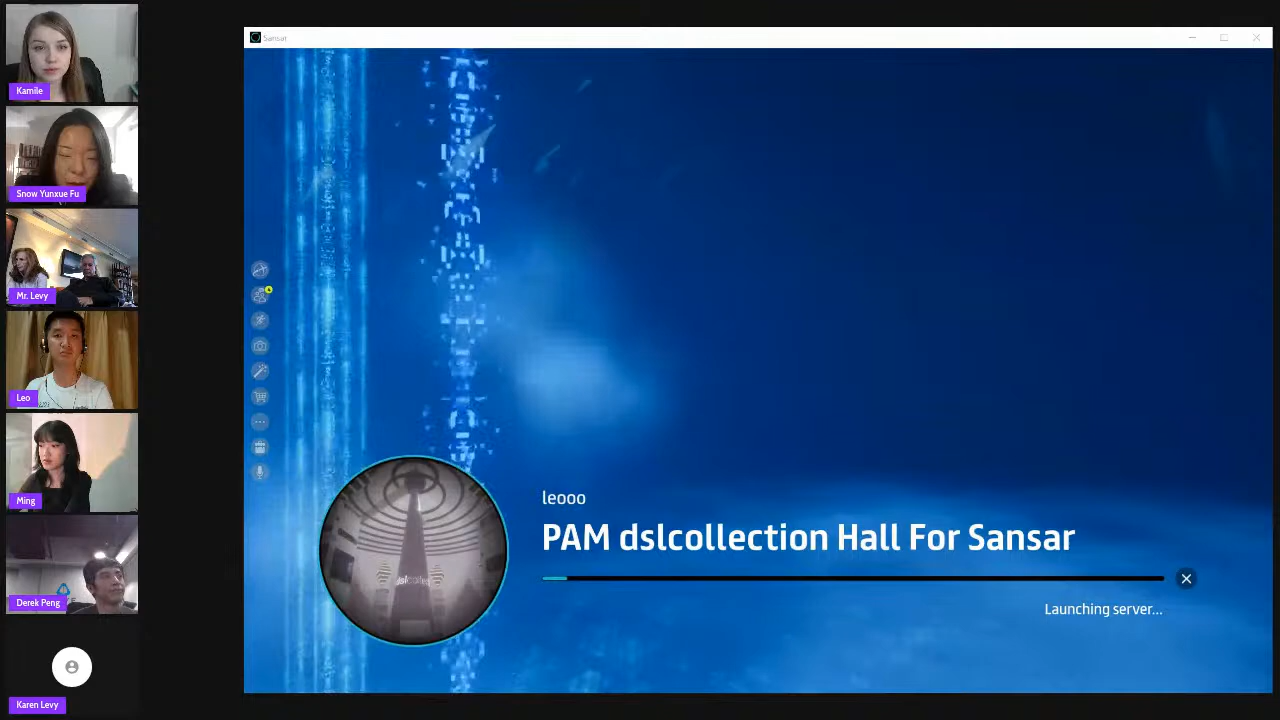 Kamile
Snow Yunxue Fu
Mr. Levy
Leo
Ming
Derek Peng
Karen Levy
Sansar
leooo
PAM dslcollection Hall For Sansar
Launching server...